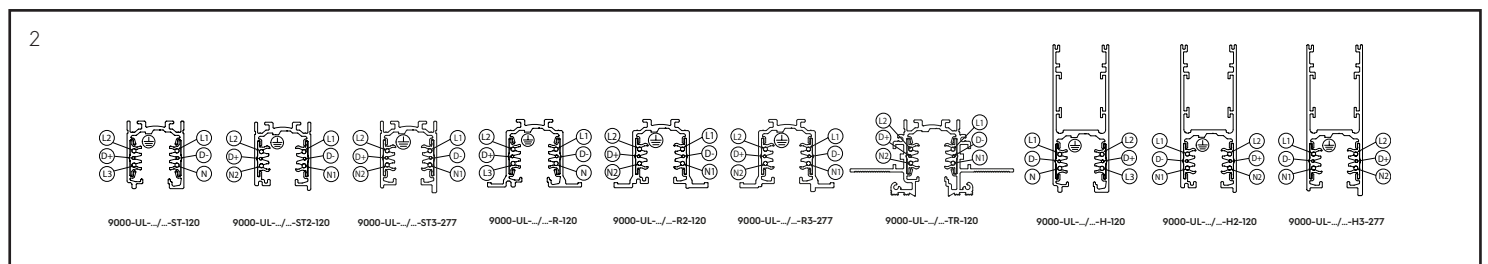 2
L2 L1 L2 L1 L2 L1 L2 L1 L2 L1 L2 L1 L2 L1 L1 L2 L1 L2 L1 L2
D+ D- D+ D- D+ D- D+ D- D+ D- D+ D- D+ D- D- D+ D- D+ D- D+
L3 N N2 N1 N2 N1 L3 N N2 N1 N2 N1 N2 N1 N L3 N1 N2 N1 N2
9000-UL-.../...-ST-120 9000-UL-.../...-ST2-120 9000-UL-.../...-ST3-277 9000-UL-.../...-R-120 9000-UL-.../...-R2-120 9000-UL-.../...-R3-277 9000-UL-.../...-TR-120 9000-UL-.../...-H-120 9000-UL-.../...-H2-120 9000-UL-.../...-H3-277